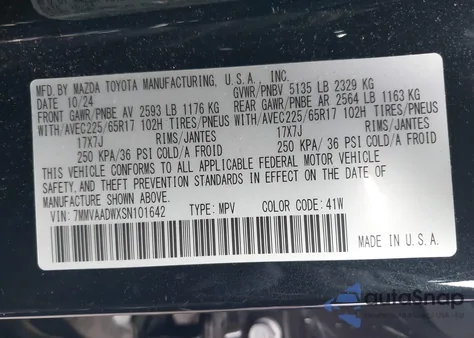 MFD. BY MAZDA TOYOTA MANUFACTURING, U.S.A., INC.
DATE 10/24 GVWR/PNBV 5135 LB 2329 KG
FRONT GAWR/PNBE AV 2593 LB 1176 KG REAR GAWR/PNBE AR 2564 LB 1163 KG
WITH/AVEC225/65R17 102H TIRES/PNEUS WITH/AVEC225/65R17 102H TIRES/PNEUS
17X7J RIMS/JANTES 17X7J RIMS/JANTES
250 KPA/36 PSI COLD/A FROID 250 KPA/36 PSI COLD/A FROID
THIS VEHICLE CONFORMS TO ALL APPLICABLE FEDERAL MOTOR VEHICLE
SAFETY, AND THEFT PREVENTION STANDARDS IN EFFECT ON THE DATE OF
MANUFACTURE SHOWN ABOVE.
VIN: 7MMVAADWXSN101642 TYPE: MPV COLOR CODE: 41W
MADE IN U.S.A.
autoSnap